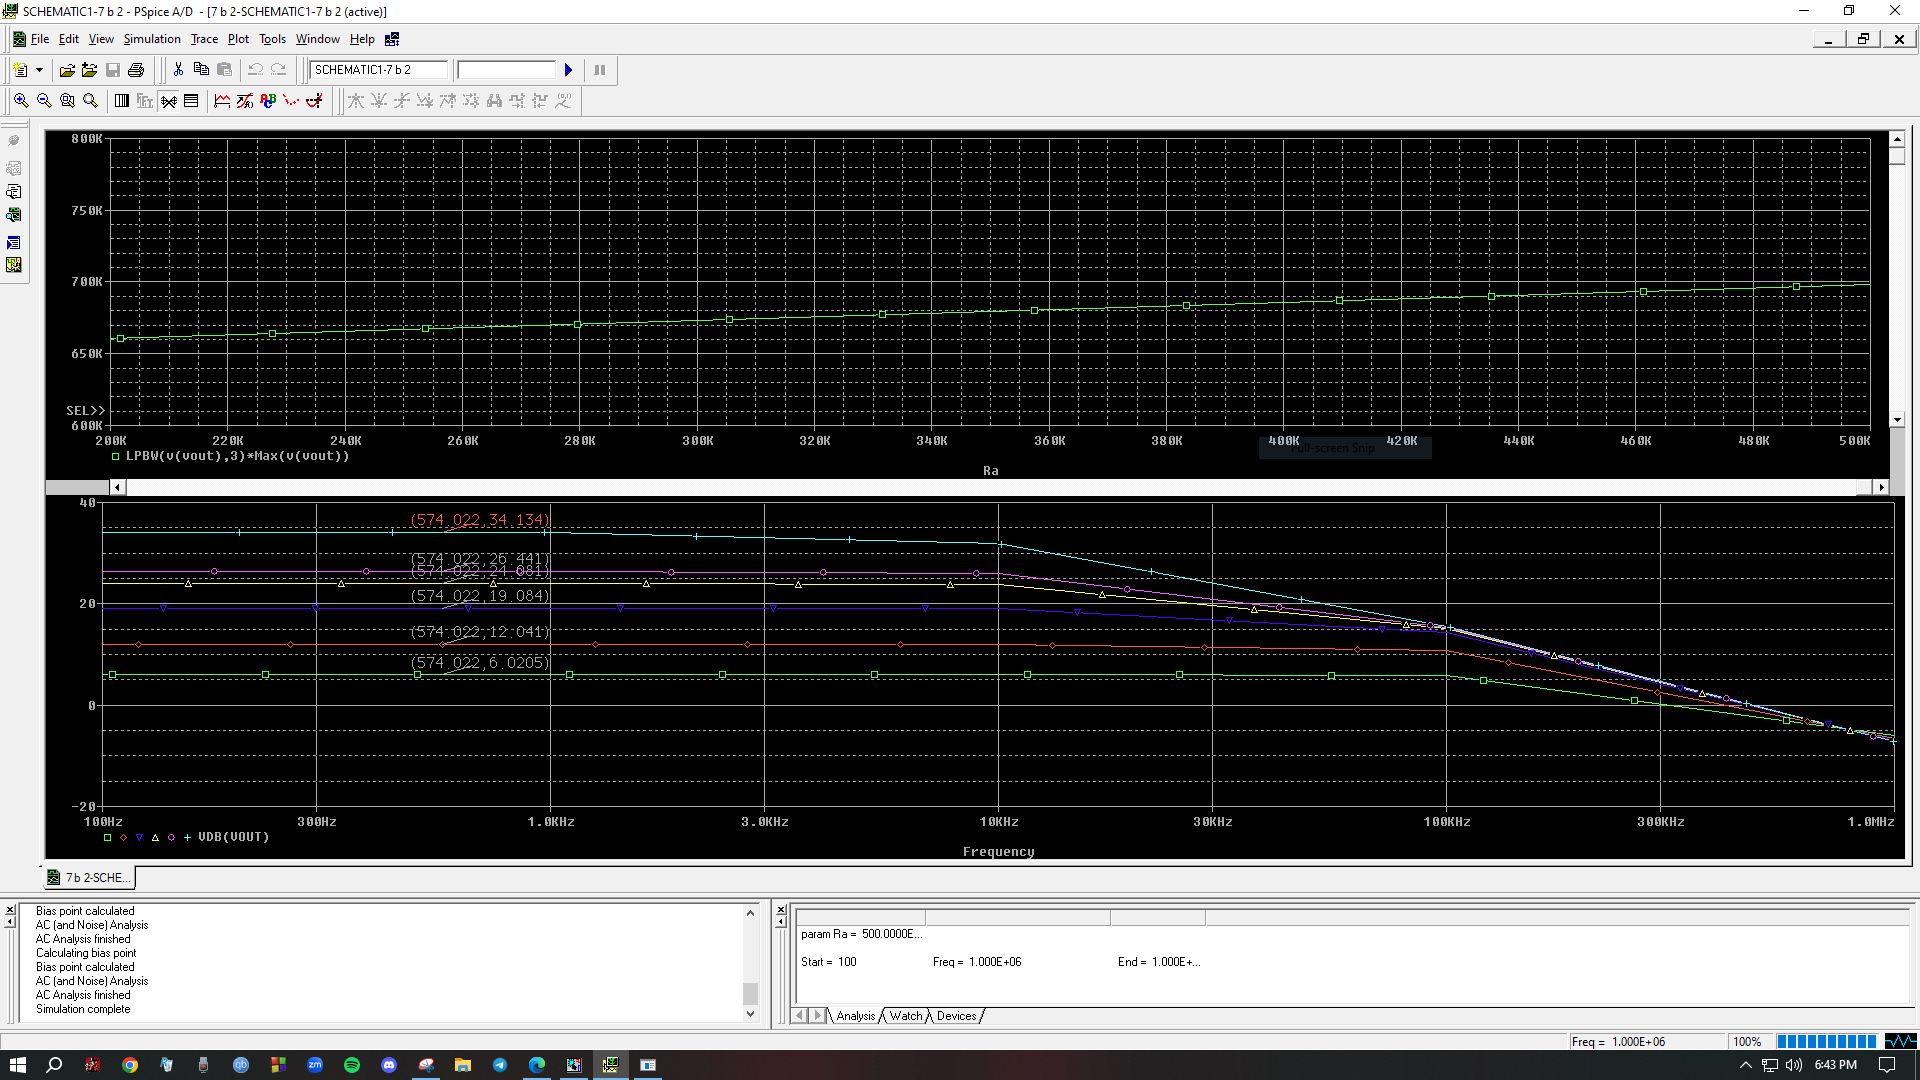 SCHEMATIC1-7 b 2 - PSpice A/D - [7 b 2-SCHEMATIC1-7 b 2 (active)]
File Edit View Simulation Trace Plot Tools Window Help
SCHEMATIC1-7 b 2
800K
750K
700K
650K
SEL>>
600K
200K 220K 240K 260K 280K 300K 320K 340K 360K 380K 400K 420K 440K 460K 480K 500K
LPBW(v(vout),3)*Max(v(vout))
Full-screen Snip
Ra
40
(574.022,34.134)
(574.022,26.441)
(574.022,24.081)
(574.022,19.084)
20
(574.022,12.041)
(574.022,6.0205)
0
-20
100Hz 300Hz 1.0KHz 3.0KHz 10KHz 30KHz 100KHz 300KHz 1.0MHz
VDB(VOUT)
Frequency
7 b 2-SCHE...
Bias point calculated
AC (and Noise) Analysis
AC Analysis finished
Calculating bias point
Bias point calculated
AC (and Noise) Analysis
AC Analysis finished
Simulation complete
param Ra = 500.0000E...
Start = 100 Freq = 1.000E+06 End = 1.000E+...
Analysis Watch Devices
Freq = 1.000E+06 100%
6:43 PM